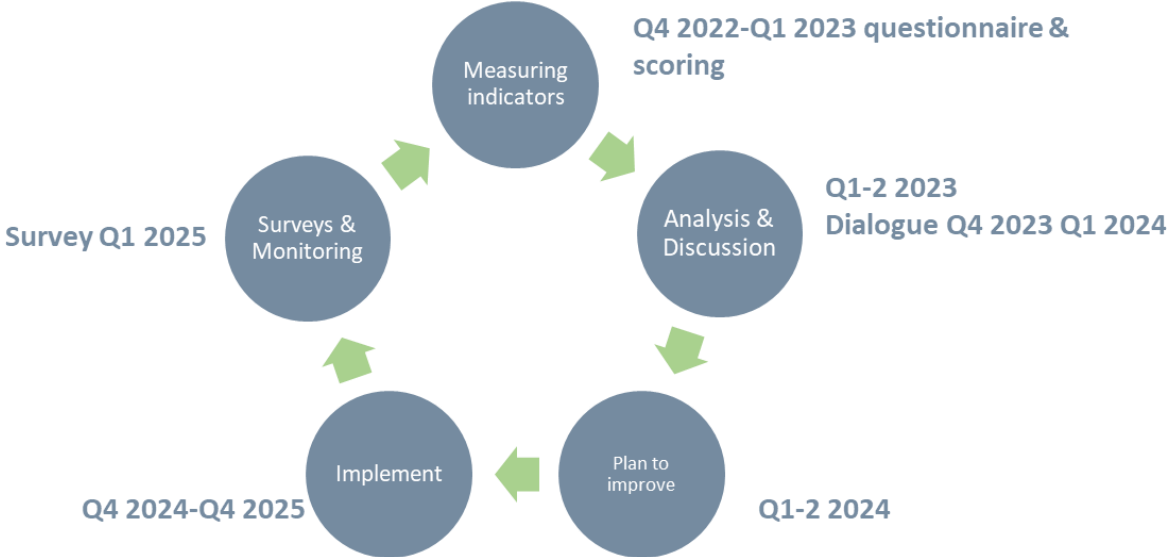 Measuring
indicators
Q4 2022-Q1 2023 questionnaire &
scoring
Analysis &
Discussion
Q1-2 2023
Dialogue Q4 2023 Q1 2024
Plan to
improve
Q1-2 2024
Implement
Q4 2024-Q4 2025
Surveys &
Monitoring
Survey Q1 2025